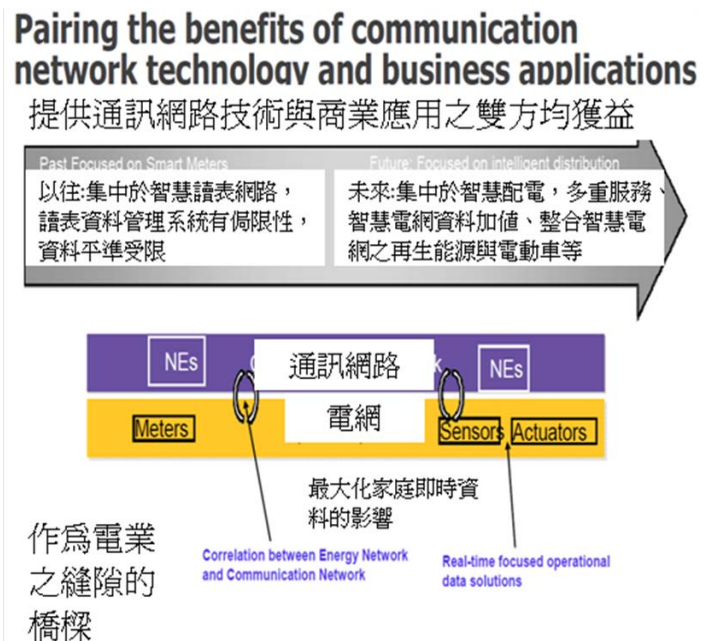 Pairing the benefits of communication
network technology and business applications
提供通訊網路技術與商業應用之雙方均獲益
Past Focused on Smart Meters
Future: Focused on intelligent distribution
以往:集中於智慧讀表網路，
讀表資料管理系統有侷限性，
資料平準受限
未來:集中於智慧配電，多重服務、
智慧電網資料加值、整合智慧電
網之再生能源與電動車等
NEs
通訊網路
NEs
Meters
電網
Sensors
Actuators
最大化家庭即時資
料的影響
作為電業
之縫隙的
橋樑
Correlation between Energy Network
and Communication Network
Real-time focused operational
data solutions